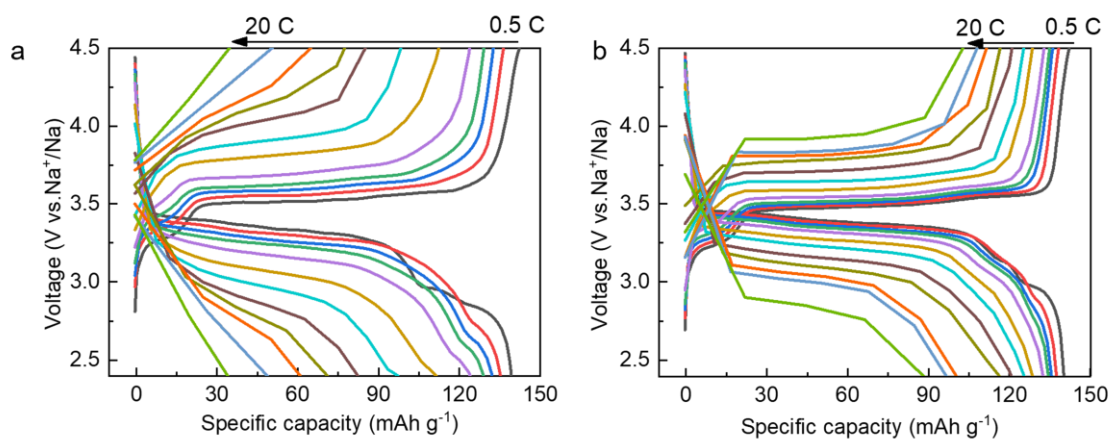 a
20 C
0.5 C
4.5
4.0
3.5
3.0
2.5
Voltage (V vs.Na⁺/Na)
0 30 60 90 120 150
Specific capacity (mAh g⁻¹)
b
20 C
0.5 C
4.5
4.0
3.5
3.0
2.5
Voltage (V vs.Na⁺/Na)
0 30 60 90 120 150
Specific capacity (mAh g⁻¹)